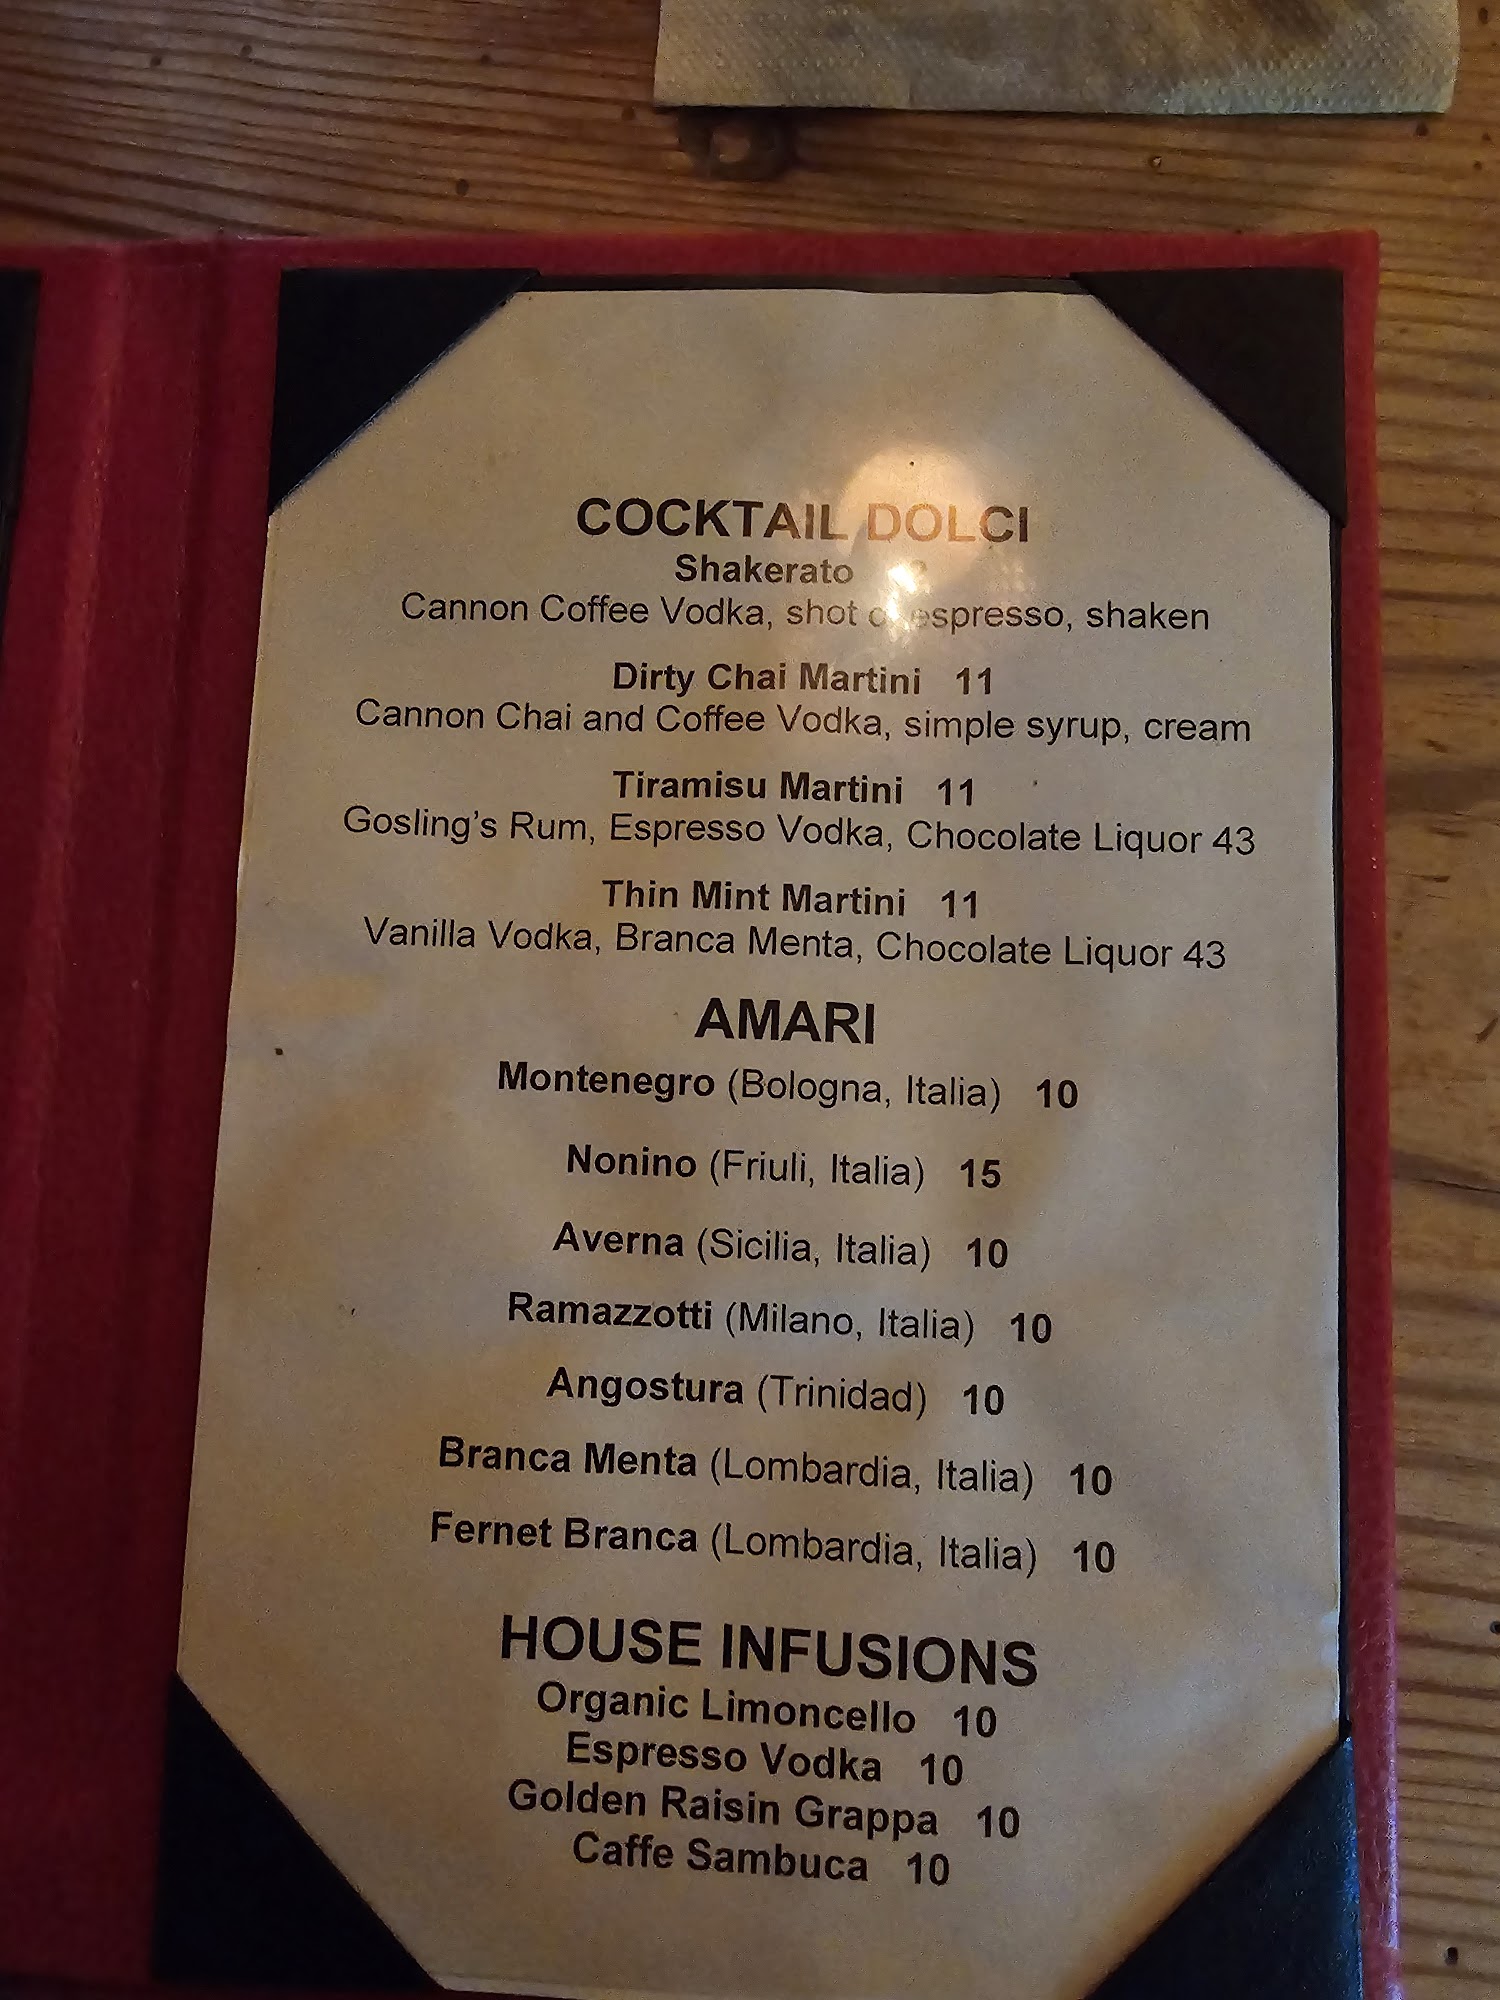 COCKTAIL DOLCI
Shakerato
Cannon Coffee Vodka, shot espresso, shaken
Dirty Chai Martini 11
Cannon Chai and Coffee Vodka, simple syrup, cream
Tiramisu Martini 11
Gosling's Rum, Espresso Vodka, Chocolate Liquor 43
Thin Mint Martini 11
Vanilla Vodka, Branca Menta, Chocolate Liquor 43
AMARI
Montenegro (Bologna, Italia) 10
Nonino (Friuli, Italia) 15
Averna (Sicilia, Italia) 10
Ramazzotti (Milano, Italia) 10
Angostura (Trinidad) 10
Branca Menta (Lombardia, Italia) 10
Fernet Branca (Lombardia, Italia) 10
HOUSE INFUSIONS
Organic Limoncello 10
Espresso Vodka 10
Golden Raisin Grappa 10
Caffe Sambuca 10